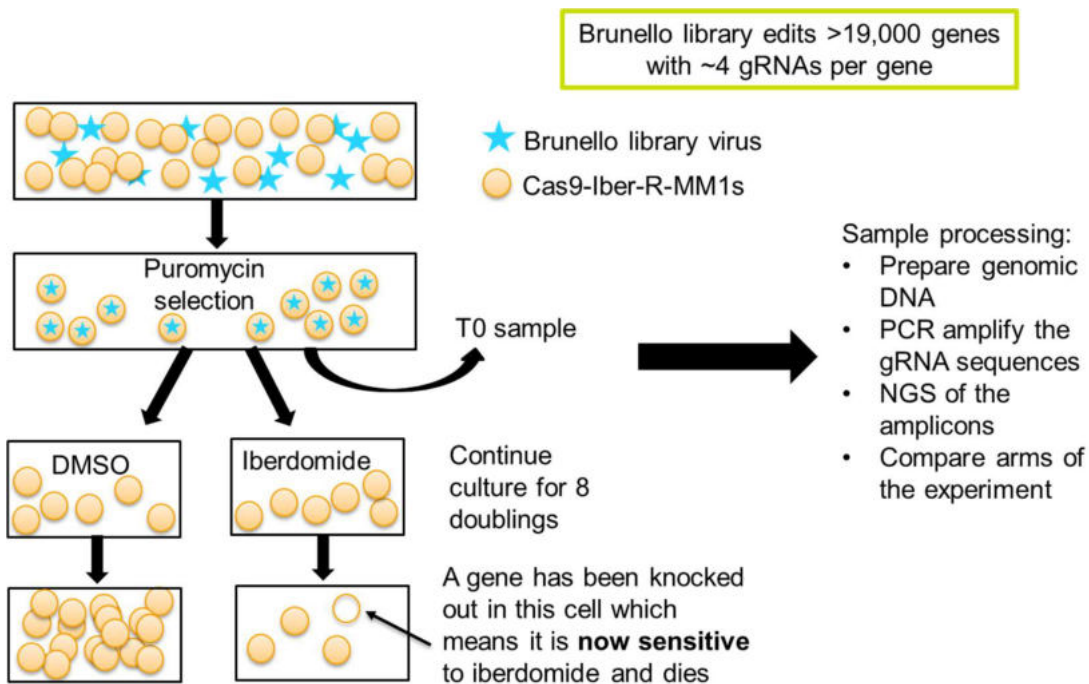 Brunello library edits >19,000 genes
with ~4 gRNAs per gene
Brunello library virus
Cas9-Iber-R-MM1s
Puromycin
selection
T0 sample
DMSO
Iberdomide
Continue
culture for 8
doublings
A gene has been knocked
out in this cell which
means it is now sensitive
to iberdomide and dies
Sample processing:
• Prepare genomic
DNA
• PCR amplify the
gRNA sequences
• NGS of the
amplicons
• Compare arms of
the experiment